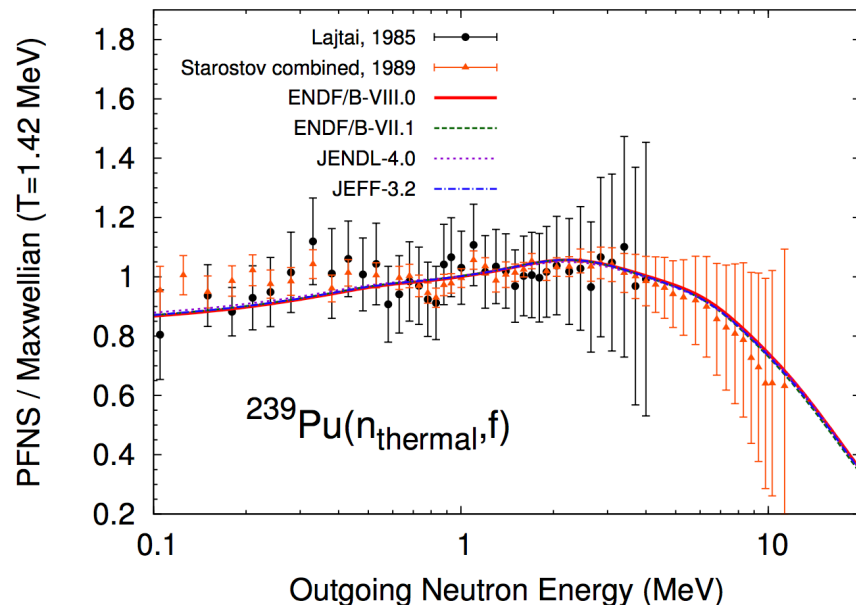 PFNS / Maxwellian (T=1.42 MeV)
1.8
1.6
1.4
1.2
1
0.8
0.6
0.4
0.2
Lajtai, 1985
Starostov combined, 1989
ENDF/B-VIII.0
ENDF/B-VII.1
JENDL-4.0
JEFF-3.2
²³⁹Pu(n_thermal,f)
0.1
1
10
Outgoing Neutron Energy (MeV)